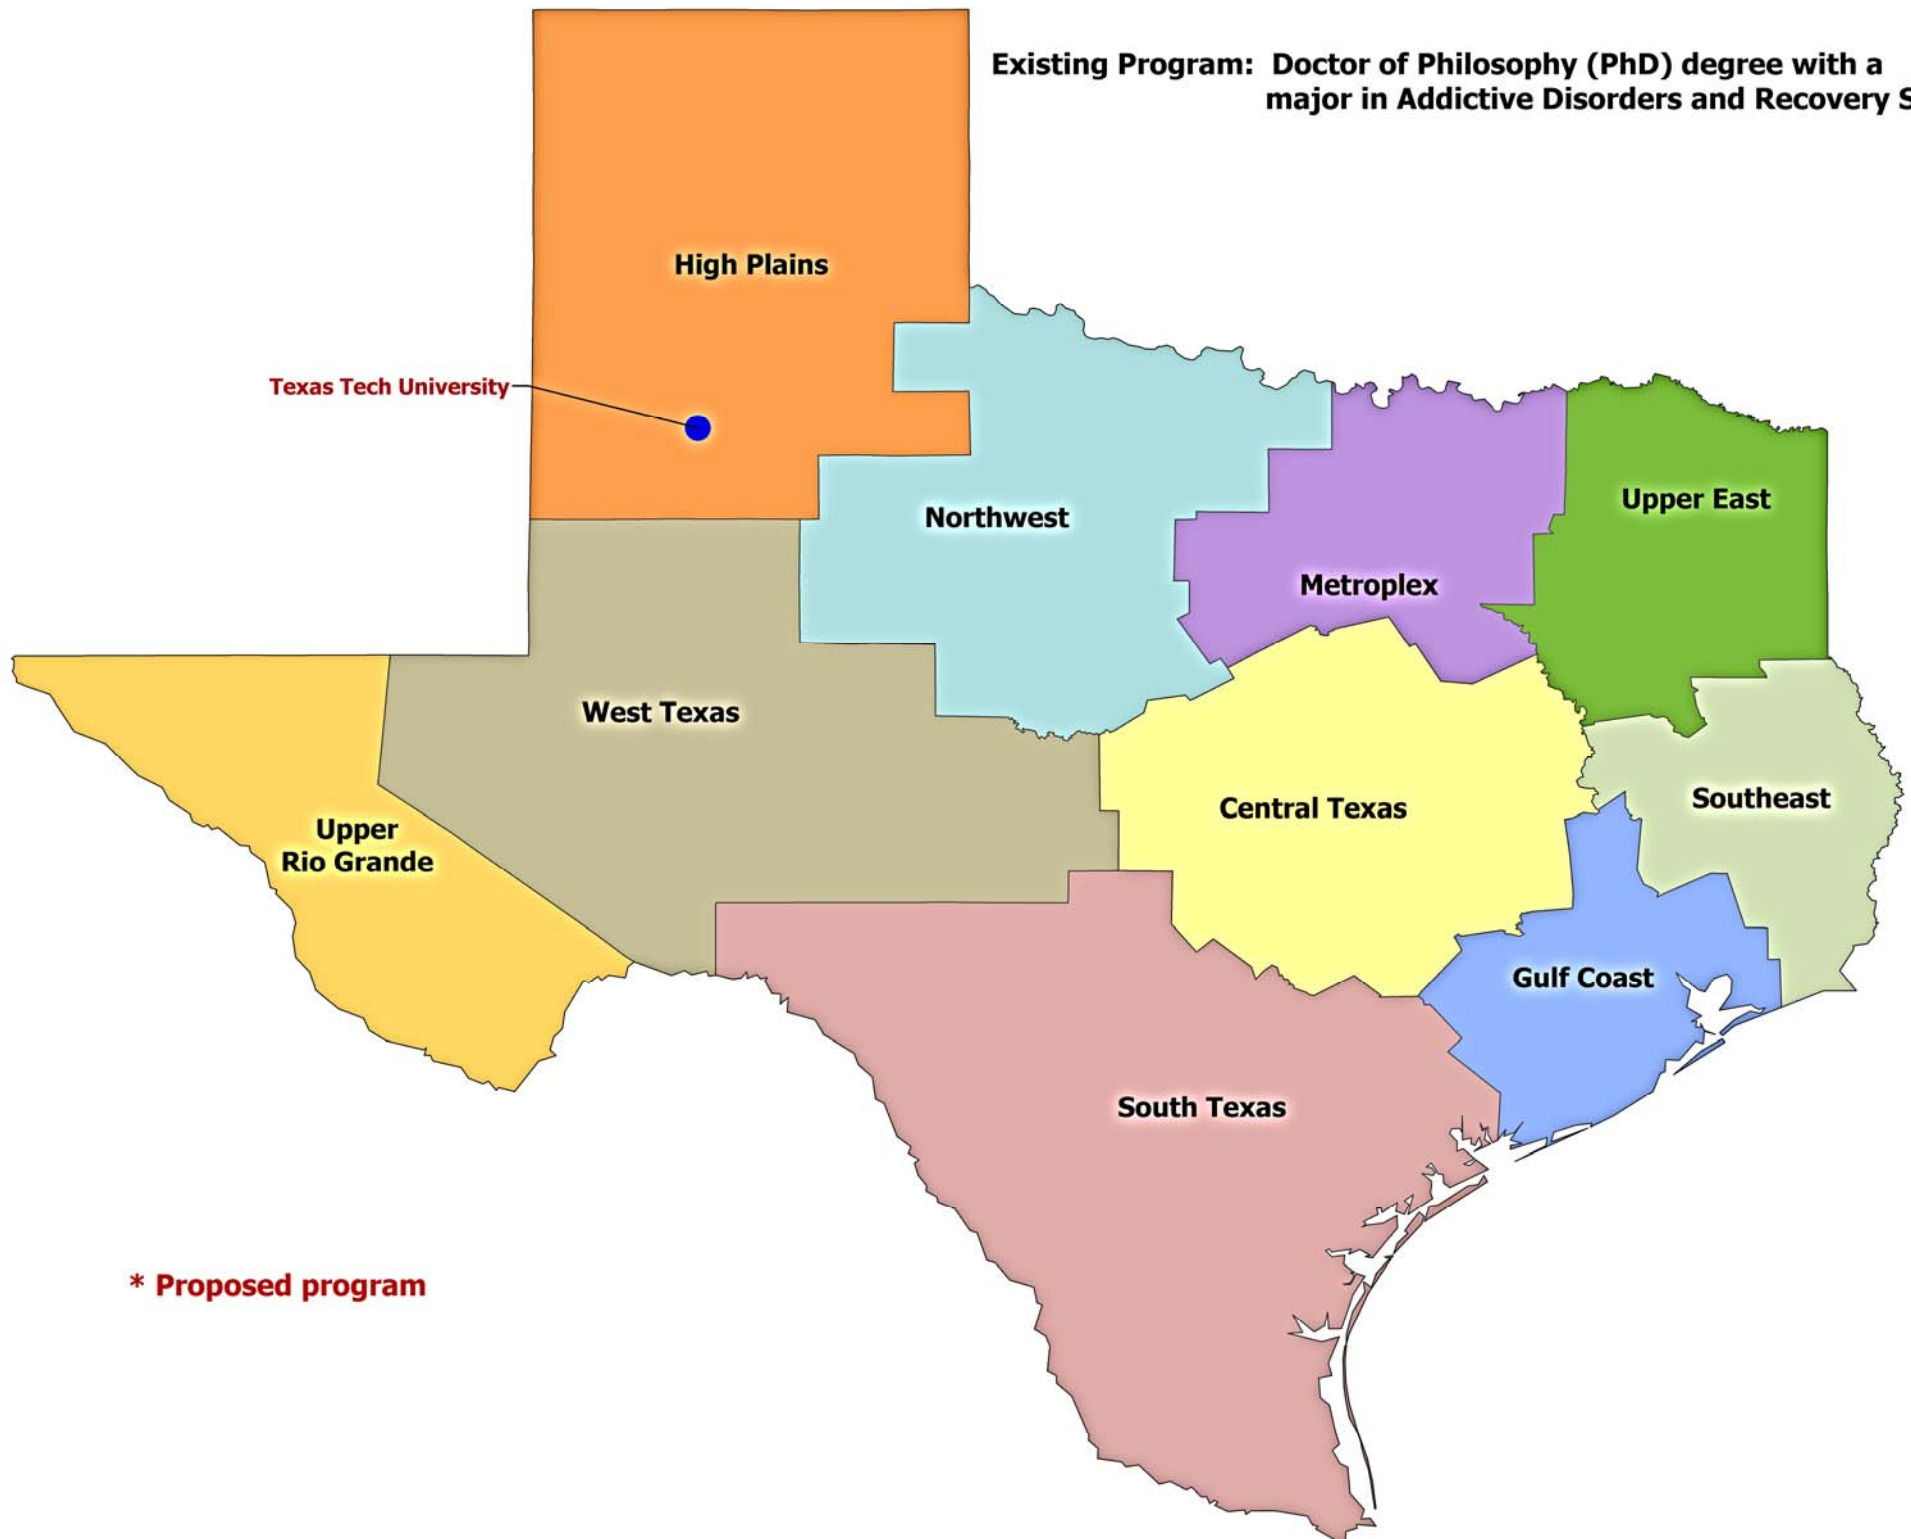 Existing Program: Doctor of Philosophy (PhD) degree with a
major in Addictive Disorders and Recovery S
High Plains
Texas Tech University
Northwest
Upper East
Metroplex
West Texas
Central Texas
Southeast
Upper
Rio Grande
Gulf Coast
South Texas
* Proposed program